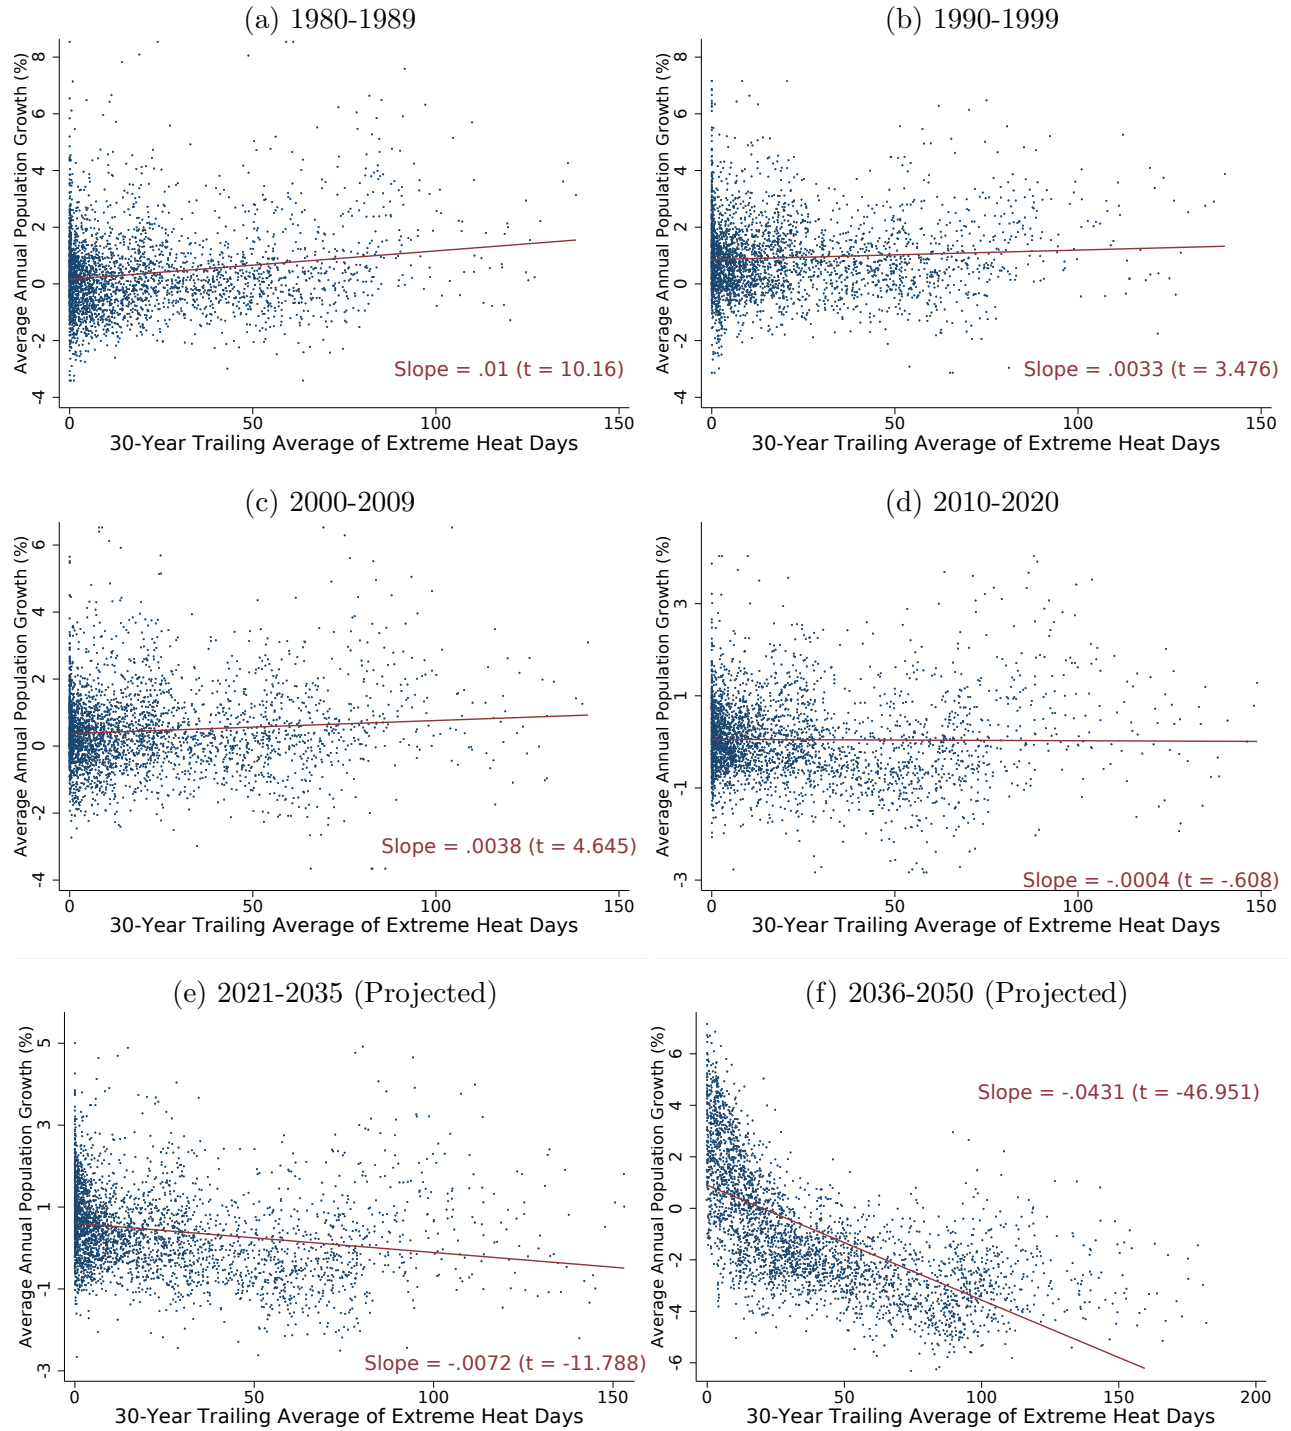 (a) 1980-1989
Average Annual Population Growth (%)
8
6
4
2
0
-2
-4
Slope = .01 (t = 10.16)
0 50 100 150
30-Year Trailing Average of Extreme Heat Days
(b) 1990-1999
Average Annual Population Growth (%)
8
6
4
2
0
-2
-4
Slope = .0033 (t = 3.476)
0 50 100 150
30-Year Trailing Average of Extreme Heat Days
(c) 2000-2009
Average Annual Population Growth (%)
6
4
2
0
-2
-4
Slope = .0038 (t = 4.645)
0 50 100 150
30-Year Trailing Average of Extreme Heat Days
(d) 2010-2020
Average Annual Population Growth (%)
3
1
-1
-3
Slope = -.0004 (t = -.608)
0 50 100 150
30-Year Trailing Average of Extreme Heat Days
(e) 2021-2035 (Projected)
Average Annual Population Growth (%)
5
3
1
-1
-3
Slope = -.0072 (t = -11.788)
0 50 100 150
30-Year Trailing Average of Extreme Heat Days
(f) 2036-2050 (Projected)
Average Annual Population Growth (%)
6
4
2
0
-2
-4
-6
Slope = -.0431 (t = -46.951)
0 50 100 150 200
30-Year Trailing Average of Extreme Heat Days